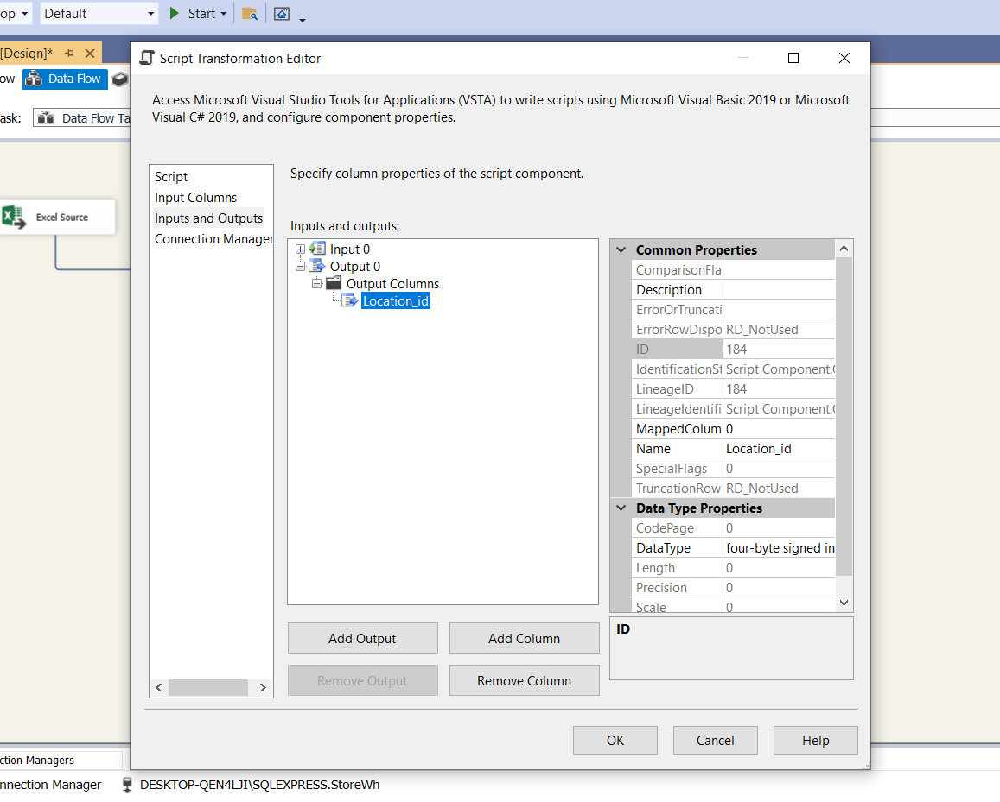 op Default Start
[Design]*
Script Transformation Editor
ow Data Flow
Access Microsoft Visual Studio Tools for Applications (VSTA) to write scripts using Microsoft Visual Basic 2019 or Microsoft
Visual C# 2019, and configure component properties.
ask: Data Flow Ta
Script
Input Columns
Inputs and Outputs
Connection Manager
Specify column properties of the script component.
Excel Source
Inputs and outputs:
Input 0
Output 0
Output Columns
Location_id
Common Properties
ComparisonFla
Description
ErrorOrTruncati
ErrorRowDispo RD_NotUsed
ID 184
IdentificationSt Script Component.O
LineageID 184
LineageIdentifi Script Component.O
MappedColum 0
Name Location_id
SpecialFlags 0
TruncationRow RD_NotUsed
Data Type Properties
CodePage 0
DataType four-byte signed in
Length 0
Precision 0
Scale 0
ID
Add Output Add Column
Remove Output Remove Column
OK Cancel Help
ction Managers
nnection Manager DESKTOP-QEN4LJI\SQLEXPRESS.StoreWh